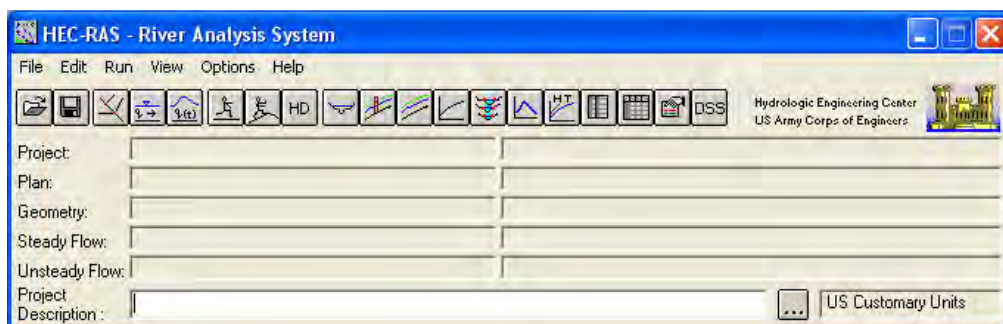 HEC-RAS - River Analysis System
File Edit Run View Options Help
HD HT DSS
Hydrologic Engineering Center
US Army Corps of Engineers
Project:
Plan:
Geometry:
Steady Flow:
Unsteady Flow:
Project
Description :
... US Customary Units